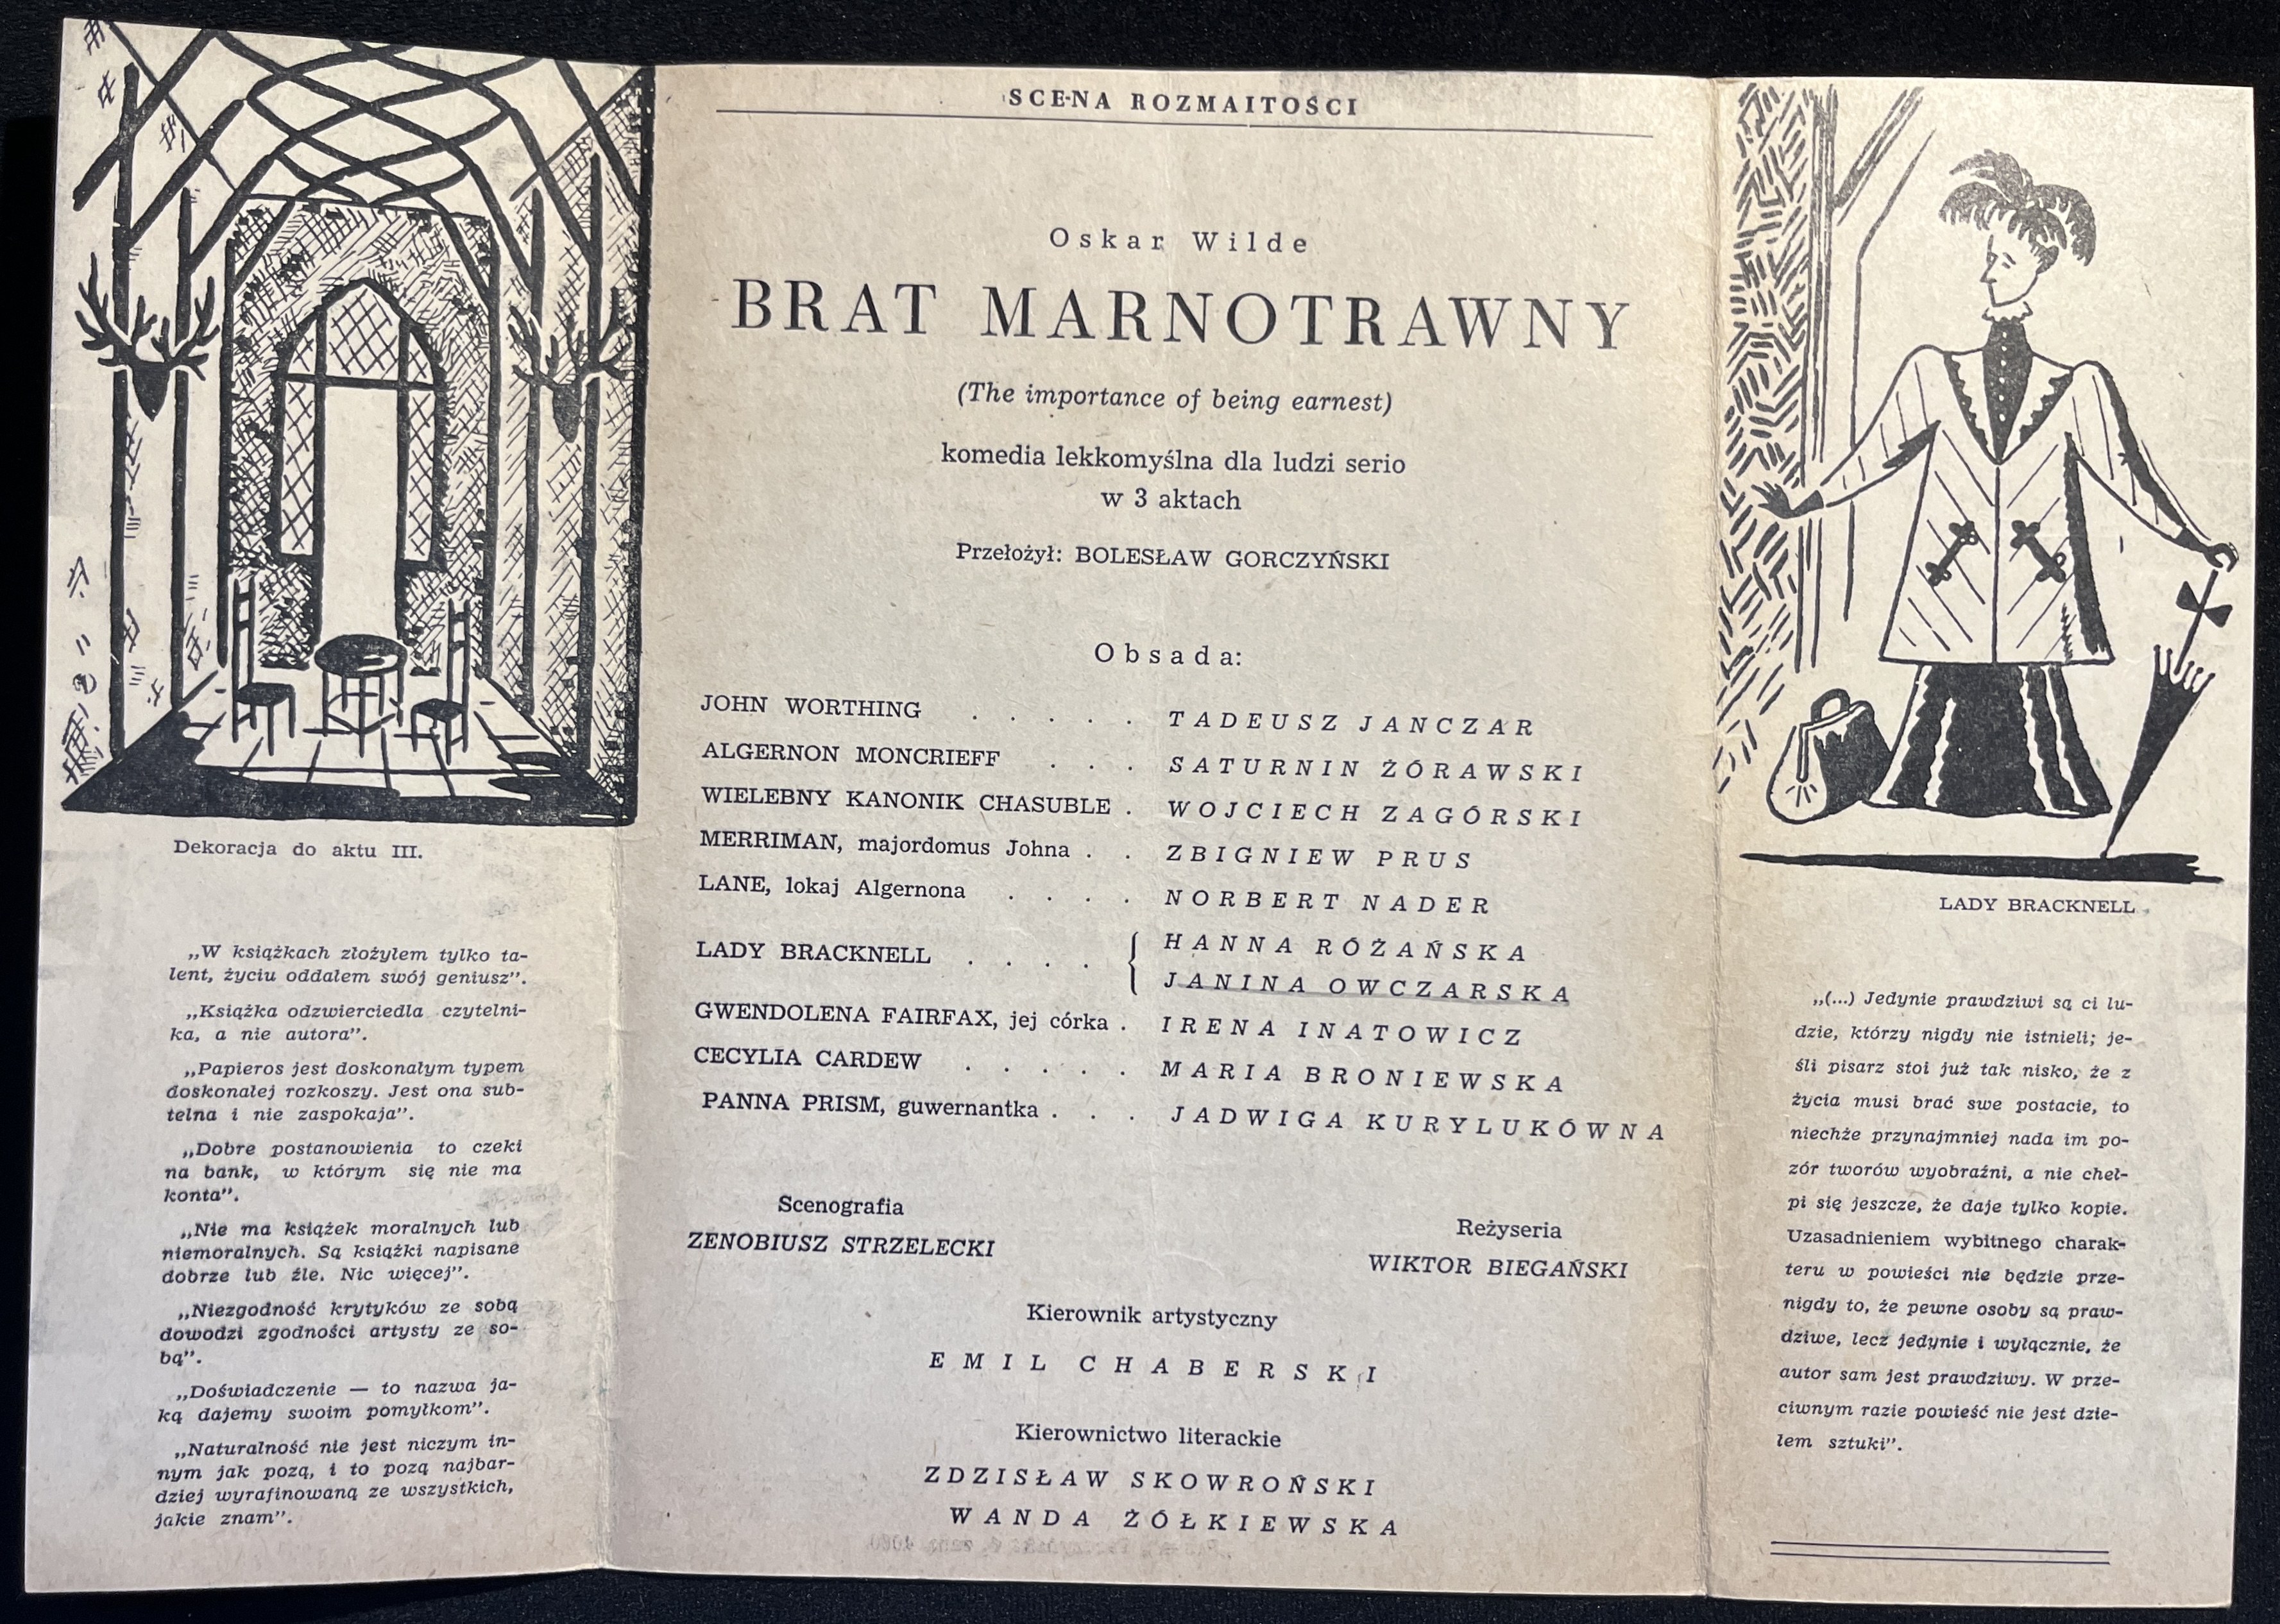 Dekoracja do aktu III.
„W książkach złożyłem tylko ta-
lent, życiu oddałem swój geniusz”.
„Książka odzwierciedla czytelni-
ka, a nie autora”.
„Papieros jest doskonałym typem
doskonałej rozkoszy. Jest ona sub-
telna i nie zaspokaja”.
„Dobre postanowienia to czeki
na bank, w którym się nie ma
konta”.
„Nie ma książek moralnych lub
niemoralnych. Są książki napisane
dobrze lub źle. Nic więcej”.
„Niezgodność krytyków ze sobą
dowodzi zgodności artysty ze so-
bą”.
„Doświadczenie — to nazwa ja-
ką dajemy swoim pomyłkom”.
„Naturalność nie jest niczym in-
nym jak pozą, i to pozą najbar-
dziej wyrafinowaną ze wszystkich,
jakie znam”.
SCENA ROZMAITOŚCI
Oskar Wilde
BRAT MARNOTRAWNY
(The importance of being earnest)
komedia lekkomyślna dla ludzi serio
w 3 aktach
Przełożył: BOLESŁAW GORCZYŃSKI
Obsada:
JOHN WORTHING . . . . . TADEUSZ JANCZAR
ALGERNON MONCRIEFF . . . SATURNIN ŻÓRAWSKI
WIELEBNY KANONIK CHASUBLE . WOJCIECH ZAGÓRSKI
MERRIMAN, majordomus Johna . . ZBIGNIEW PRUS
LANE, lokaj Algernona . . . . NORBERT NADER
LADY BRACKNELL . . . . { HANNA RÓŻAŃSKA
JANINA OWCZARSKA
GWENDOLENA FAIRFAX, jej córka . IRENA INATOWICZ
CECYLIA CARDEW . . . . . MARIA BRONIEWSKA
PANNA PRISM, guwernantka . . . JADWIGA KURYLUKÓWNA
Scenografia
ZENOBIUSZ STRZELECKI
Reżyseria
WIKTOR BIEGAŃSKI
Kierownik artystyczny
EMIL CHABERSKI
Kierownictwo literackie
ZDZISŁAW SKOWROŃSKI
WANDA ŻÓŁKIEWSKA
LADY BRACKNELL
„(...) Jedynie prawdziwi są ci lu-
dzie, którzy nigdy nie istnieli; je-
śli pisarz stoi już tak nisko, że z
życia musi brać swe postacie, to
niechże przynajmniej nada im po-
zór tworów wyobraźni, a nie cheł-
pi się jeszcze, że daje tylko kopie.
Uzasadnieniem wybitnego charak-
teru w powieści nie będzie prze-
nigdy to, że pewne osoby są praw-
dziwe, lecz jedynie i wyłącznie, że
autor sam jest prawdziwy. W prze-
ciwnym razie powieść nie jest dzie-
łem sztuki”.